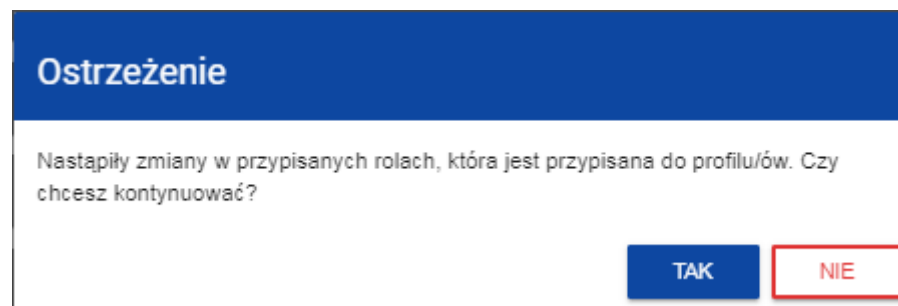 Ostrzeżenie
Nastąpiły zmiany w przypisanych rolach, która jest przypisana do profilu/ów. Czy
chcesz kontynuować?
TAK NIE